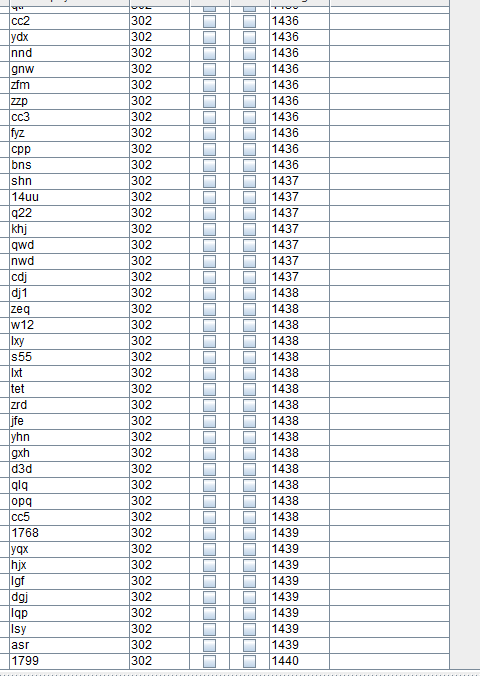 cc2 302 1436
ydx 302 1436
nnd 302 1436
gnw 302 1436
zfm 302 1436
zzp 302 1436
cc3 302 1436
fyz 302 1436
cpp 302 1436
bns 302 1436
shn 302 1437
14uu 302 1437
q22 302 1437
khj 302 1437
qwd 302 1437
nwd 302 1437
cdj 302 1437
dj1 302 1438
zeq 302 1438
w12 302 1438
lxy 302 1438
s55 302 1438
lxt 302 1438
tet 302 1438
zrd 302 1438
jfe 302 1438
yhn 302 1438
gxh 302 1438
d3d 302 1438
qlq 302 1438
opq 302 1438
cc5 302 1438
1768 302 1439
yqx 302 1439
hjx 302 1439
lgf 302 1439
dgj 302 1439
lqp 302 1439
lsy 302 1439
asr 302 1439
1799 302 1440